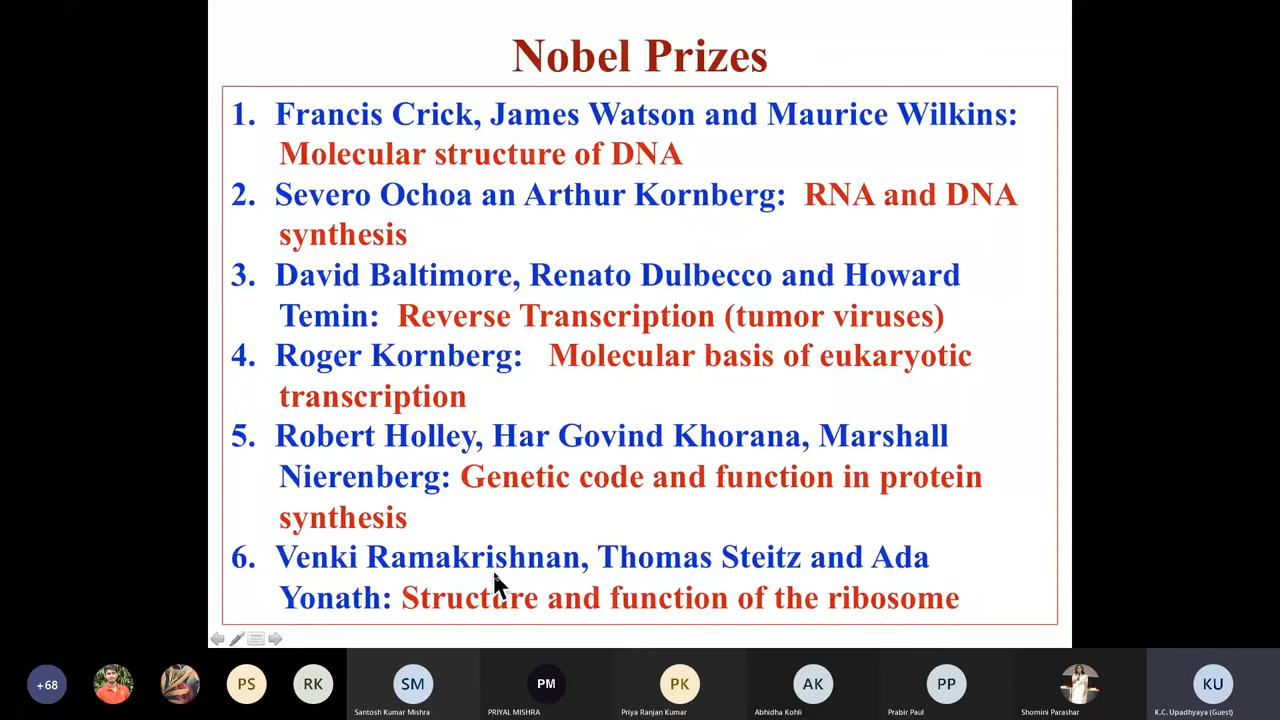 Nobel Prizes
1. Francis Crick, James Watson and Maurice Wilkins:
Molecular structure of DNA
2. Severo Ochoa an Arthur Kornberg: RNA and DNA
synthesis
3. David Baltimore, Renato Dulbecco and Howard
Temin: Reverse Transcription (tumor viruses)
4. Roger Kornberg: Molecular basis of eukaryotic
transcription
5. Robert Holley, Har Govind Khorana, Marshall
Nierenberg: Genetic code and function in protein
synthesis
6. Venki Ramakrishnan, Thomas Steitz and Ada
Yonath: Structure and function of the ribosome
+68 PS RK SM PM PK AK PP KU
Santosh Kumar Mishra PRIYAL MISHRA Priya Ranjan Kumar Abhidha Kohli Prabir Paul Shomini Parashar K.C. Upadhyaya (Guest)